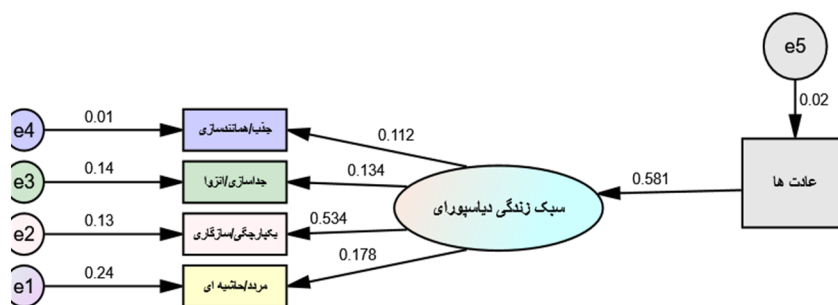 e5
0.02
e4
0.01
جذب/همانندسازی
0.112
e3
0.14
جداسازی/انزوا
0.134
سبک زندگی دیاسپورای
0.581
عادت ها
e2
0.13
یکپارچگی/سازگاری
0.534
0.178
e1
0.24
مردد/حاشیه ای